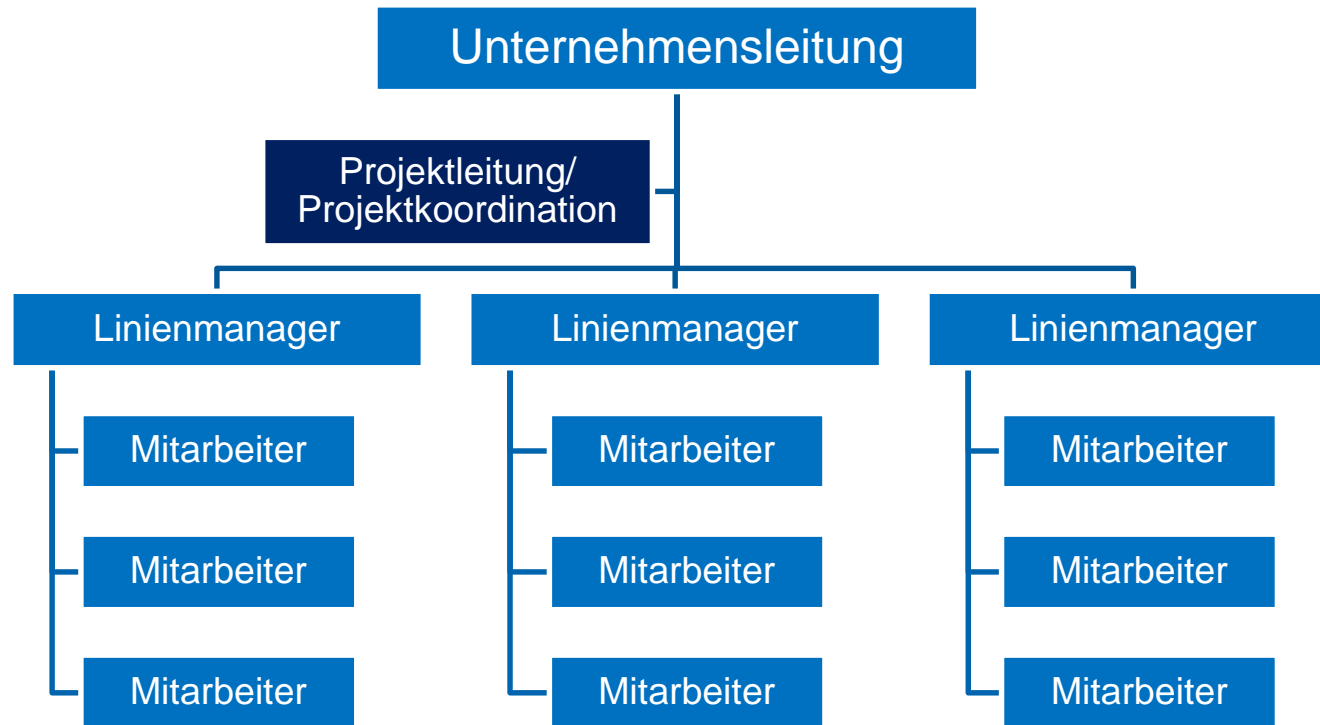 Unternehmensleitung
Projektleitung/
Projektkoordination
Linienmanager
Linienmanager
Linienmanager
Mitarbeiter
Mitarbeiter
Mitarbeiter
Mitarbeiter
Mitarbeiter
Mitarbeiter
Mitarbeiter
Mitarbeiter
Mitarbeiter